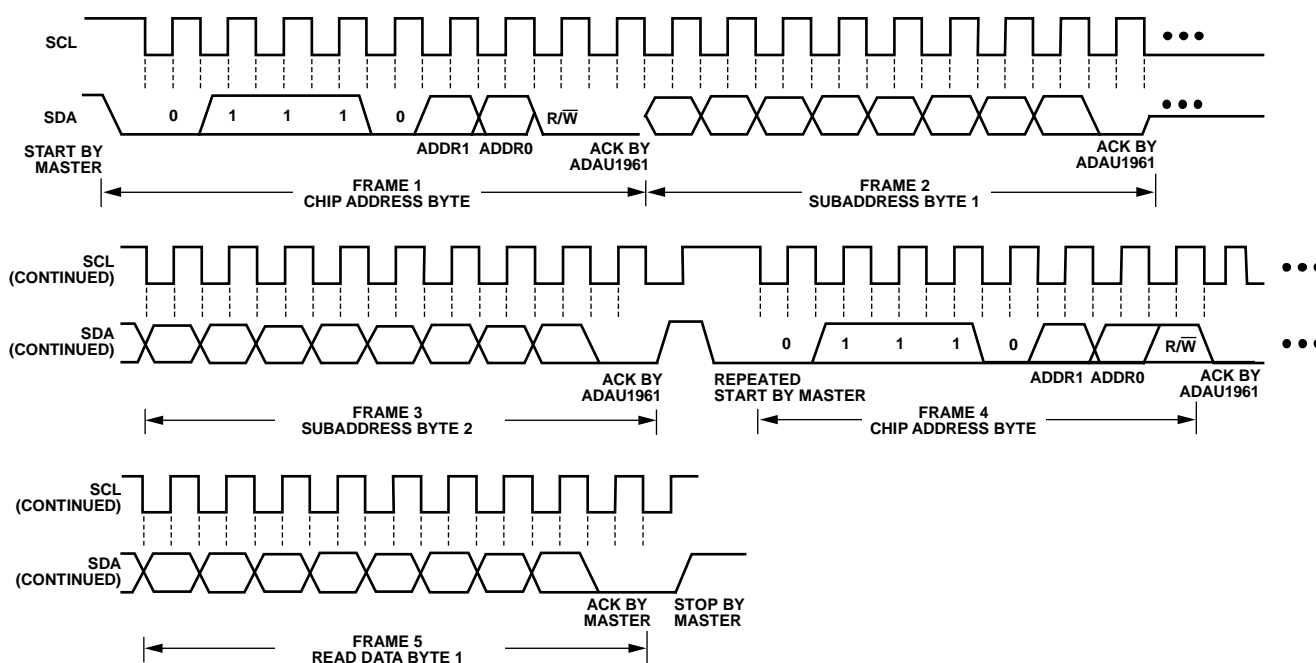 SCL
●●●
SDA
0
1
1
1
0
R/W̅
●●●
START BY
MASTER
ADDR1
ADDR0
ACK BY
ADAU1961
ACK BY
ADAU1961
FRAME 1
CHIP ADDRESS BYTE
FRAME 2
SUBADDRESS BYTE 1
SCL
(CONTINUED)
●●●
SDA
(CONTINUED)
0
1
1
1
0
R/W̅
●●●
ACK BY
ADAU1961
REPEATED
START BY MASTER
ADDR1
ADDR0
ACK BY
ADAU1961
FRAME 3
SUBADDRESS BYTE 2
FRAME 4
CHIP ADDRESS BYTE
SCL
(CONTINUED)
SDA
(CONTINUED)
ACK BY
MASTER
STOP BY
MASTER
FRAME 5
READ DATA BYTE 1